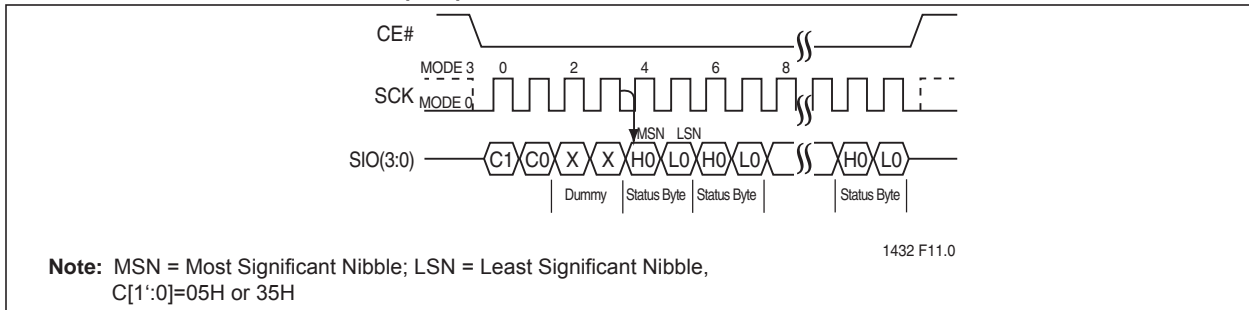 CE#
MODE 3 0 2 4 6 8
SCK MODE 0
MSN LSN
SIO(3:0) C1 C0 X X H0 L0 H0 L0 H0 L0
Dummy Status Byte Status Byte Status Byte
1432 F11.0
Note: MSN = Most Significant Nibble; LSN = Least Significant Nibble,
C[1‘:0]=05H or 35H